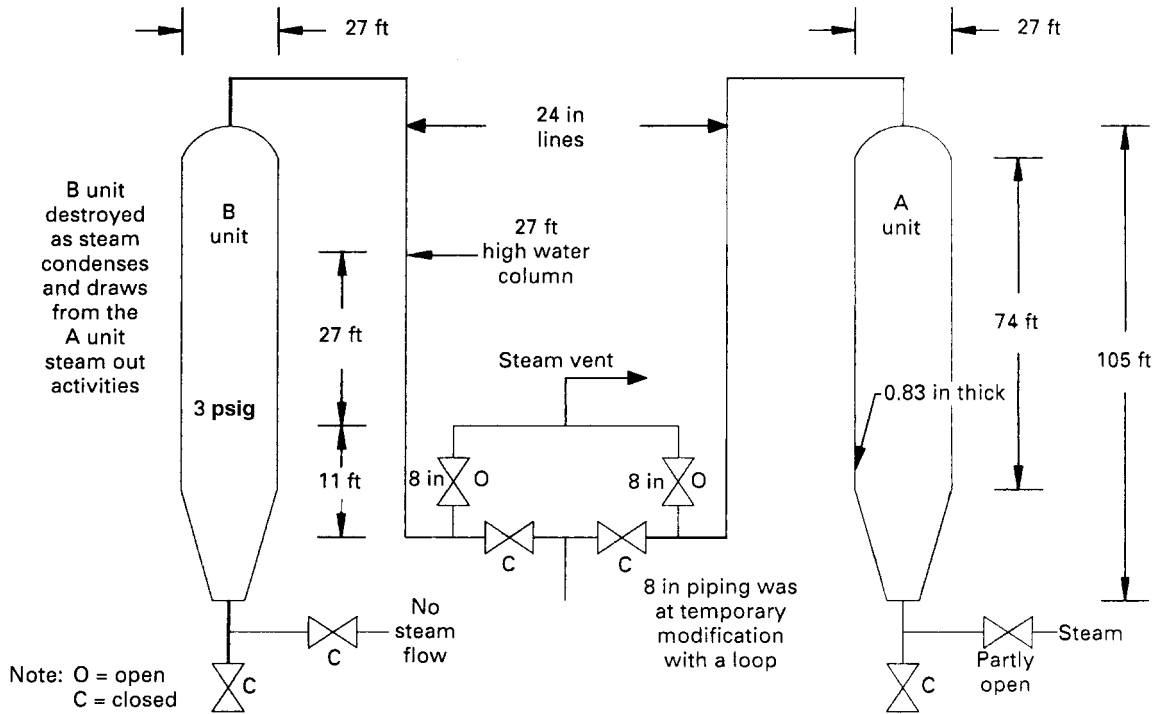 27 ft
27 ft
24 in
lines
B unit
destroyed
as steam
condenses
and draws
from the
A unit
steam out
activities
B
unit
27 ft
high water
column
A
unit
27 ft
74 ft
105 ft
Steam vent
3 psig
0.83 in thick
11 ft
8 in
O
8 in
O
C
C
No
steam
flow
8 in piping was
at temporary
modification
with a loop
Steam
Partly
open
C
C
C
Note: O = open
C = closed